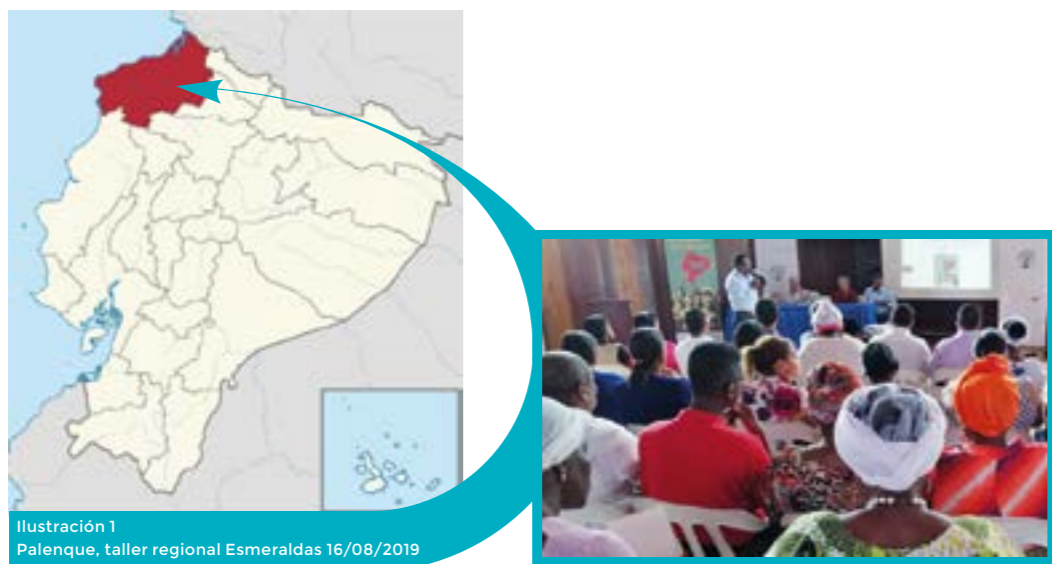 Ilustración 1
Palenque, taller regional Esmeraldas 16/08/2019